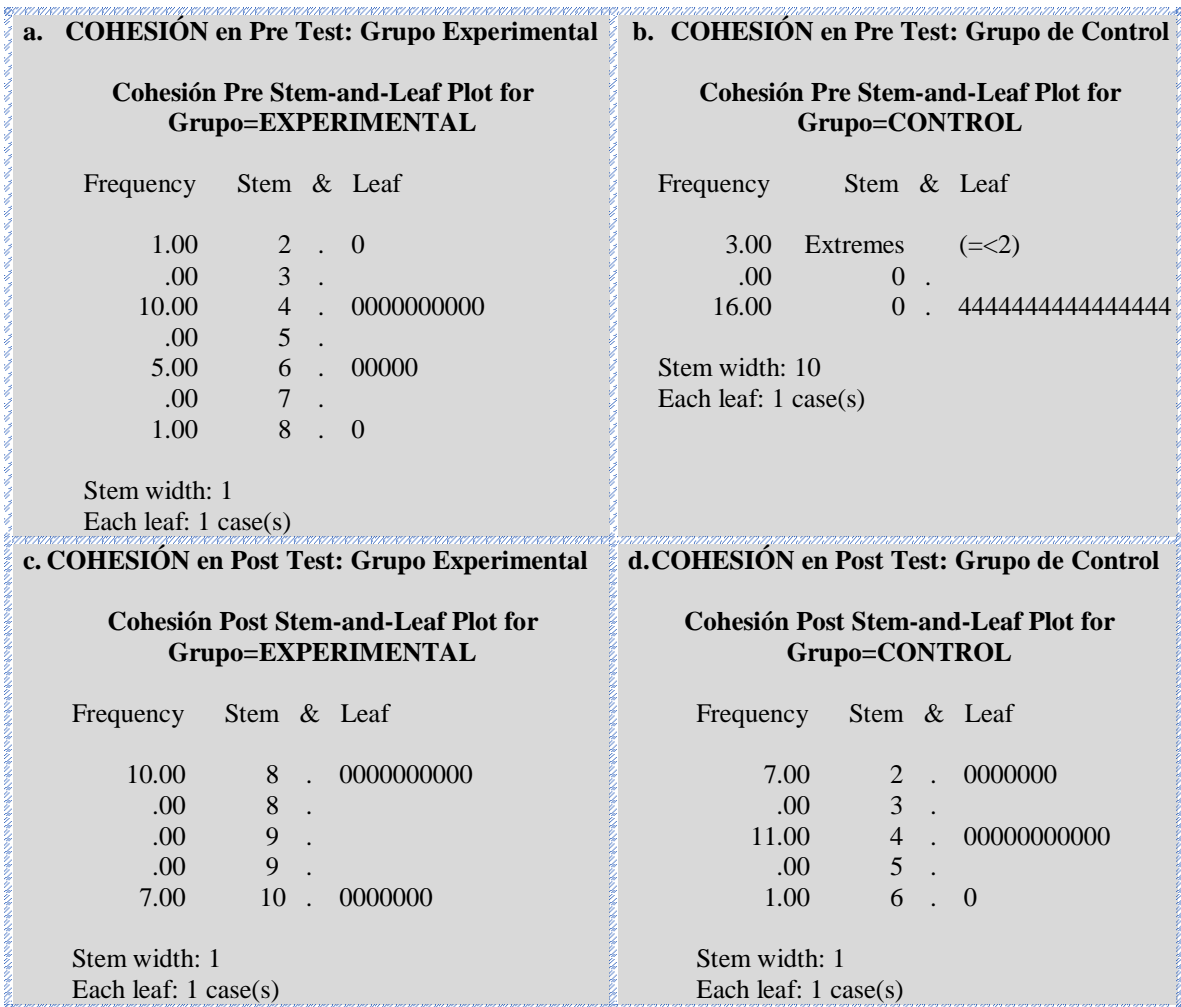 a. COHESIÓN en Pre Test: Grupo Experimental
Cohesión Pre Stem-and-Leaf Plot for
Grupo=EXPERIMENTAL
Frequency Stem & Leaf
1.00 2 . 0
.00 3 .
10.00 4 . 0000000000
.00 5 .
5.00 6 . 00000
.00 7 .
1.00 8 . 0
Stem width: 1
Each leaf: 1 case(s)
b. COHESIÓN en Pre Test: Grupo de Control
Cohesión Pre Stem-and-Leaf Plot for
Grupo=CONTROL
Frequency Stem & Leaf
3.00 Extremes (=<2)
.00 0 .
16.00 0 . 4444444444444444
Stem width: 10
Each leaf: 1 case(s)
c. COHESIÓN en Post Test: Grupo Experimental
Cohesión Post Stem-and-Leaf Plot for
Grupo=EXPERIMENTAL
Frequency Stem & Leaf
10.00 8 . 0000000000
.00 8 .
.00 9 .
.00 9 .
7.00 10 . 0000000
Stem width: 1
Each leaf: 1 case(s)
d.COHESIÓN en Post Test: Grupo de Control
Cohesión Post Stem-and-Leaf Plot for
Grupo=CONTROL
Frequency Stem & Leaf
7.00 2 . 0000000
.00 3 .
11.00 4 . 00000000000
.00 5 .
1.00 6 . 0
Stem width: 1
Each leaf: 1 case(s)